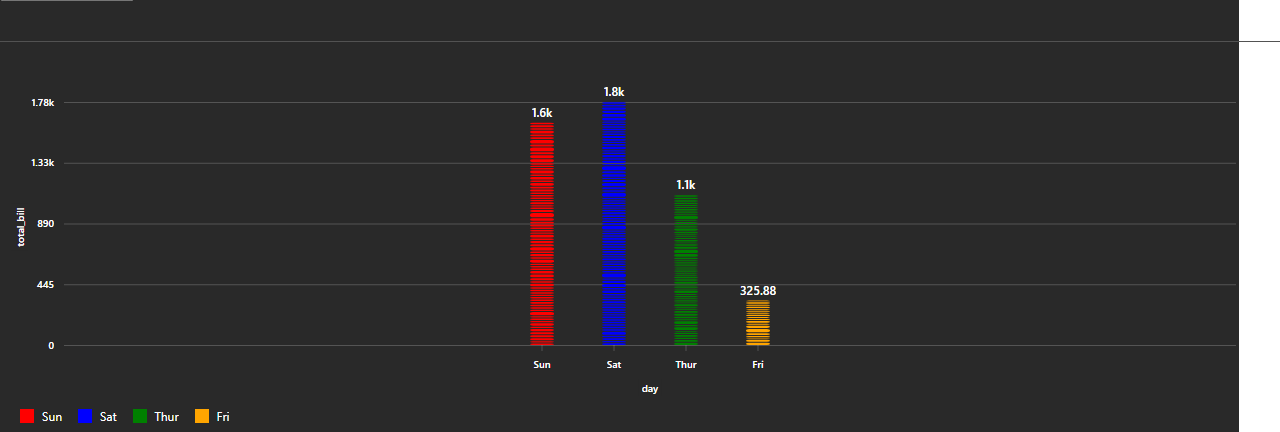 1.78k
1.33k
890
445
0
total_bill
1.6k
1.8k
1.1k
325.88
Sun Sat Thur Fri
day
Sun Sat Thur Fri